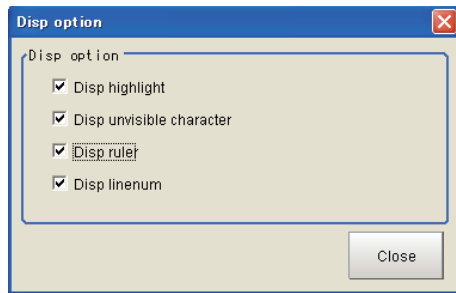 Disp option
Disp option
Disp highlight
Disp unvisible character
Disp ruler
Disp linenum
Close